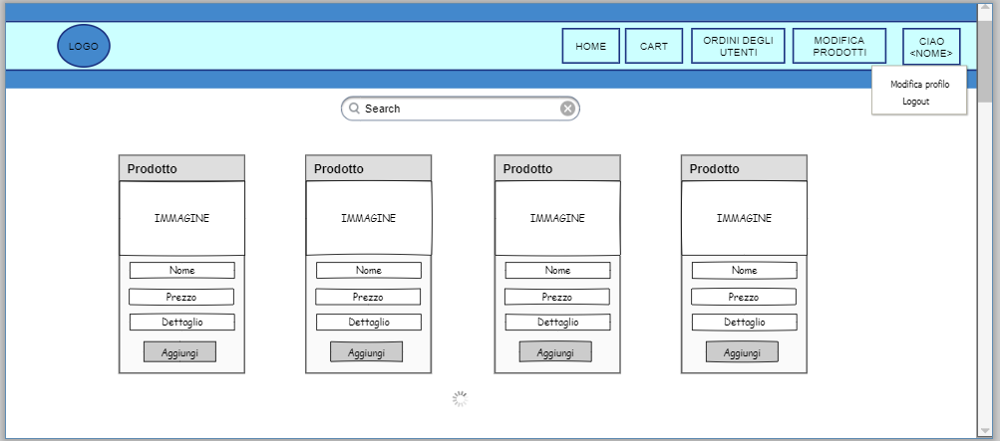 LOGO
HOME
CART
ORDINI DEGLI
UTENTI
MODIFICA
PRODOTTI
CIAO
<NOME>
Modifica profilo
Logout
Search
Prodotto
IMMAGINE
Nome
Prezzo
Dettaglio
Aggiungi
Prodotto
IMMAGINE
Nome
Prezzo
Dettaglio
Aggiungi
Prodotto
IMMAGINE
Nome
Prezzo
Dettaglio
Aggiungi
Prodotto
IMMAGINE
Nome
Prezzo
Dettaglio
Aggiungi